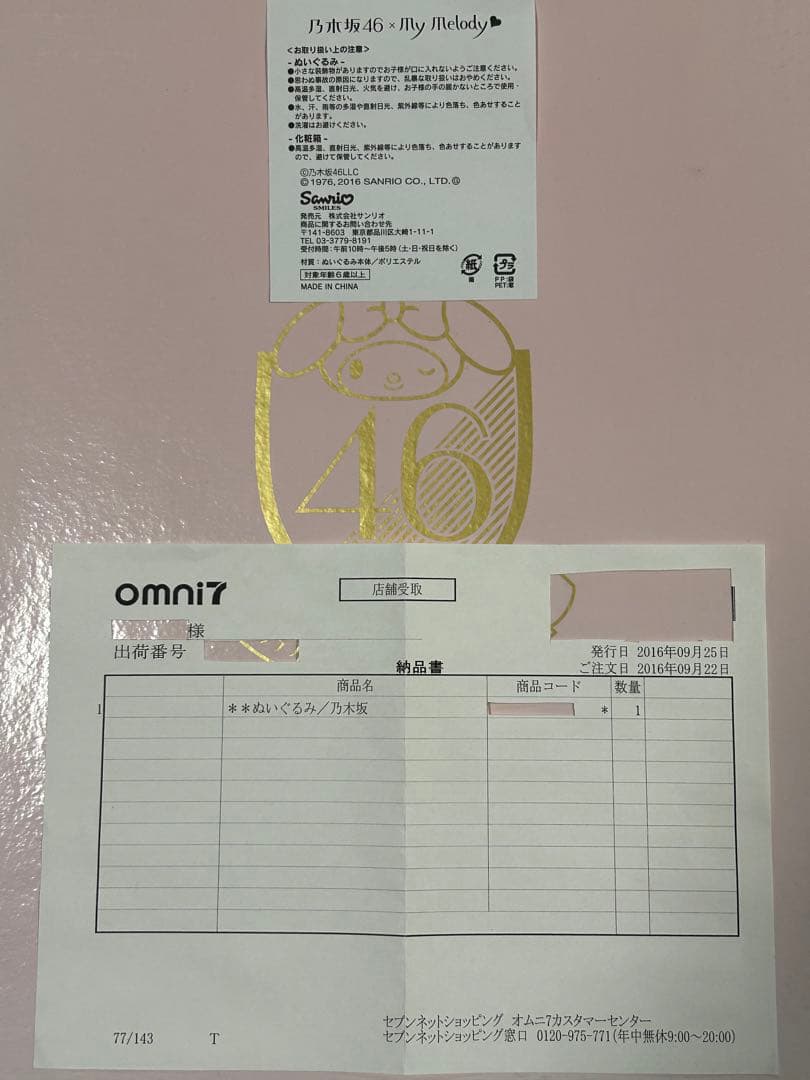 乃木坂46×My Melody♥
＜お取り扱い上の注意＞
- ぬいぐるみ -
●小さな装飾物がありますのでお子様が口に入れないようご注意ください。
●思わぬ事故の原因になりますので、乱暴な取り扱いはおやめください。
●高温多湿、直射日光、火気を避け、お子様の手の届かないところで使用・
保管してください。
●水、汗、雨等の多湿や直射日光、紫外線等により色落ち、色あせすること
があります。
●洗濯はお避けください。
- 化粧箱 -
●高温多湿、直射日光、紫外線等により色落ち、色あせすることがあります
ので、避けて保管してください。
©乃木坂46LLC
©1976, 2016 SANRIO CO., LTD.@
Sanrio
SMILES
発売元 株式会社サンリオ
商品に関するお問い合わせ先
〒141-8603 東京都品川区大崎1-11-1
TEL 03-3779-8191
受付時間：午前10時～午後5時（土・日・祝日を除く）
材質：ぬいぐるみ本体／ポリエステル
対象年齢6歳以上
MADE IN CHINA
紙
箱
プラ
PP:袋
PET:窓
46
omni7
店舗受取
様
出荷番号
発行日 2016年09月25日
納品書
ご注文日 2016年09月22日
商品名 商品コード 数量
1 ＊＊ぬいぐるみ／乃木坂 * 1
セブンネットショッピング オムニ7カスタマーセンター
77/143 T セブンネットショッピング窓口 0120-975-771(年中無休9:00～20:00)